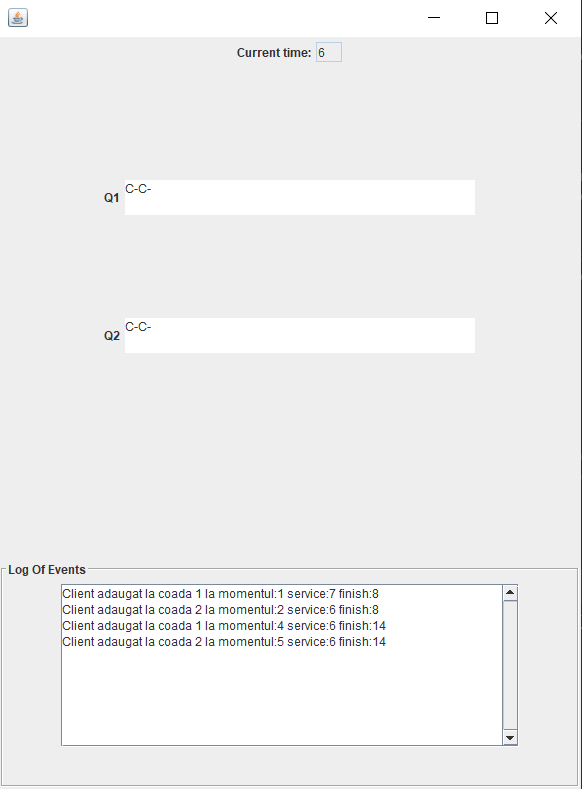 Current time: 6
Q1 C-C-
Q2 C-C-
Log Of Events
Client adaugat la coada 1 la momentul:1 service:7 finish:8
Client adaugat la coada 2 la momentul:2 service:6 finish:8
Client adaugat la coada 1 la momentul:4 service:6 finish:14
Client adaugat la coada 2 la momentul:5 service:6 finish:14